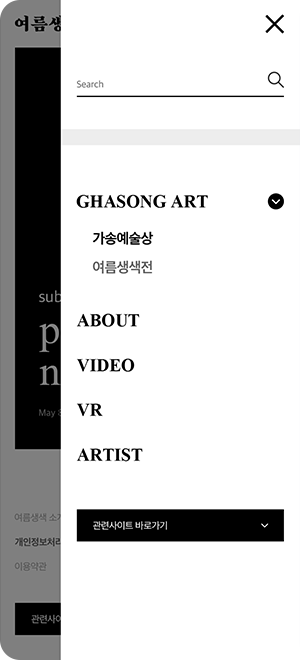 여름생
Search
GHASONG ART
가송예술상
여름생색전
ABOUT
VIDEO
VR
ARTIST
관련사이트 바로가기
sub
p
n
May
여름생색 소
개인정보처리
이용약관
관련사이